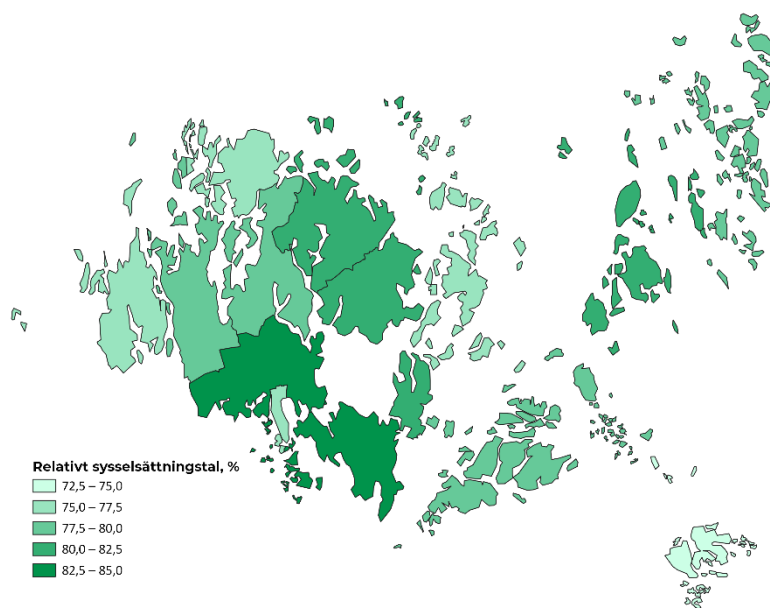 Relativt sysselsättningstal, %
72,5 – 75,0
75,0 – 77,5
77,5 – 80,0
80,0 – 82,5
82,5 – 85,0